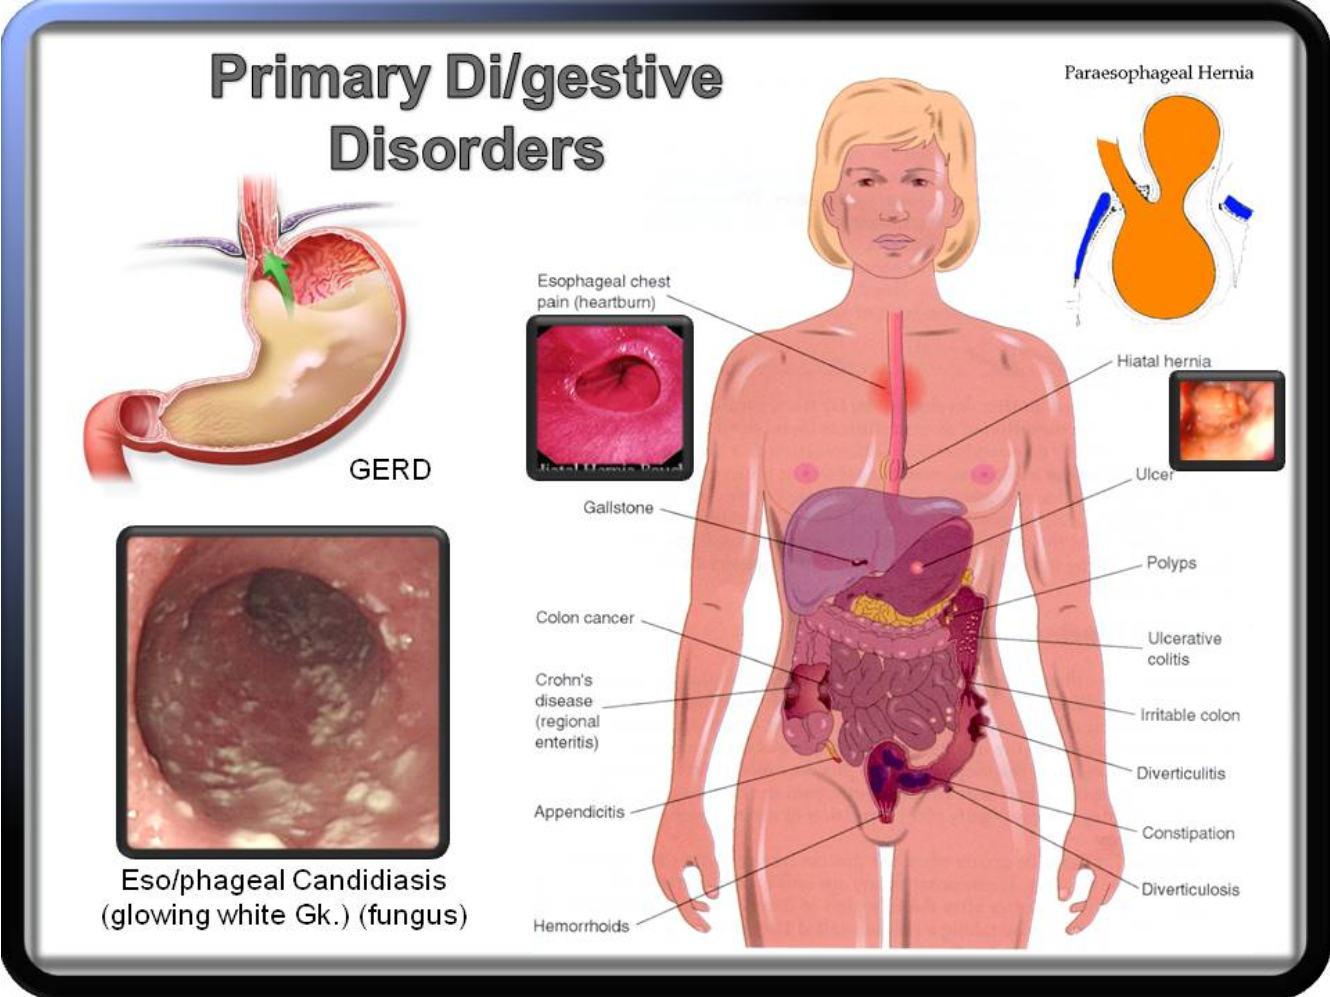 Primary Di/gestive
Disorders
Paraesophageal Hernia
Esophageal chest
pain (heartburn)
Hiatal hernia
GERD
Ulcer
Gallstone
Polyps
Colon cancer
Ulcerative
colitis
Crohn's
disease
(regional
enteritis)
Irritable colon
Diverticulitis
Appendicitis
Constipation
Eso/phageal Candidiasis
(glowing white Gk.) (fungus)
Diverticulosis
Hemorrhoids